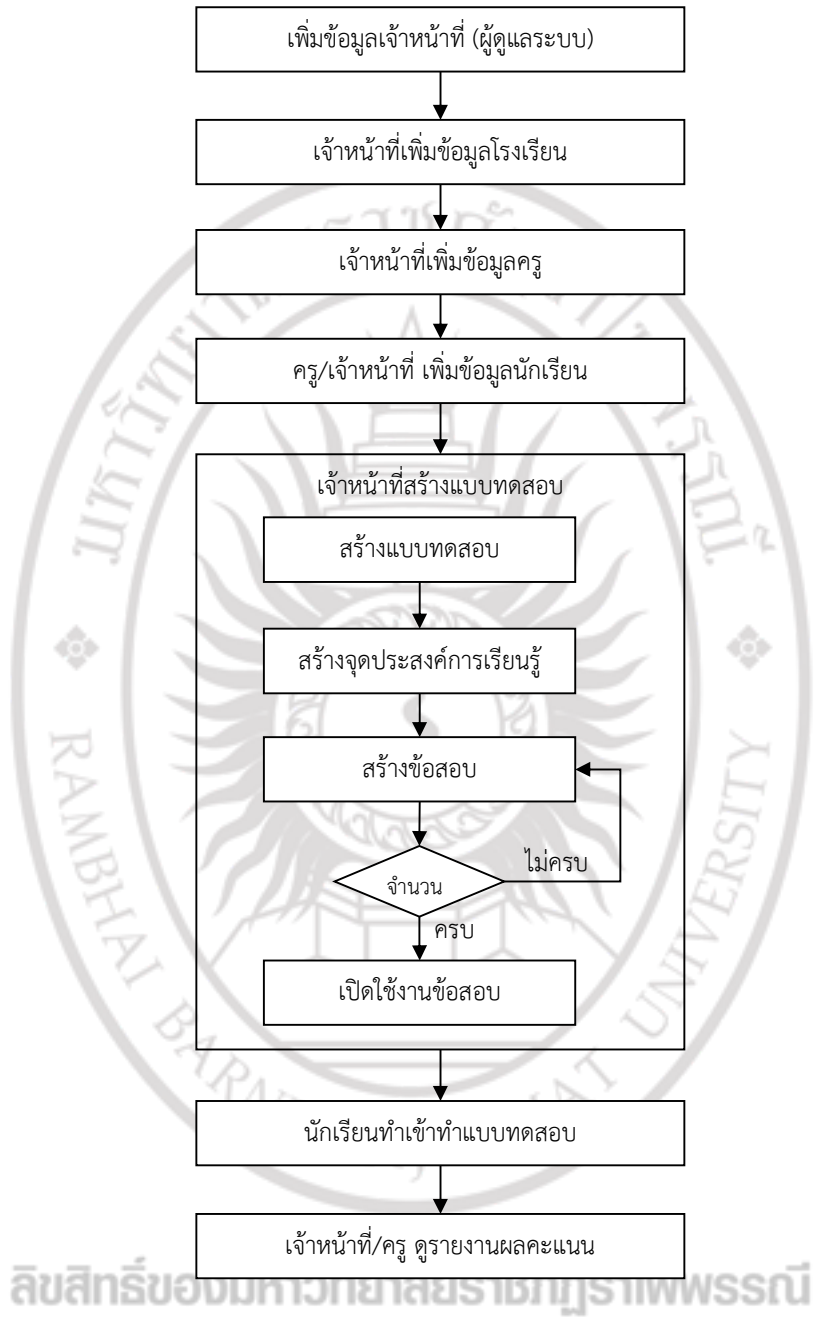 เพิ่มข้อมูลเจ้าหน้าที่ (ผู้ดูแลระบบ)
เจ้าหน้าที่เพิ่มข้อมูลโรงเรียน
เจ้าหน้าที่เพิ่มข้อมูลครู
ครู/เจ้าหน้าที่ เพิ่มข้อมูลนักเรียน
เจ้าหน้าที่สร้างแบบทดสอบ
สร้างแบบทดสอบ
สร้างจุดประสงค์การเรียนรู้
สร้างข้อสอบ
ไม่ครบ
จำนวน
ครบ
เปิดใช้งานข้อสอบ
นักเรียนทำเข้าทำแบบทดสอบ
เจ้าหน้าที่/ครู ดูรายงานผลคะแนน
RAMBHAI UNIVERSITY
ลิขสิทธิ์ของมหาวิทยาลัยราชภัฏรำไพพรรณี